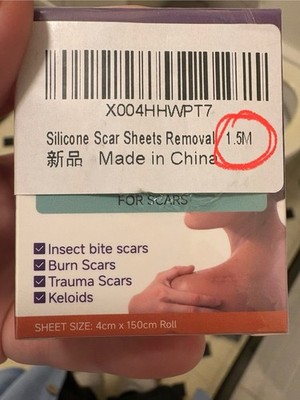 X004HHWPT7
Silicone Scar Sheets Removal 1.5M
新品 Made in China
FOR SCARS
Insect bite scars
Burn Scars
Trauma Scars
Keloids
SHEET SIZE: 4cm x 150cm Roll